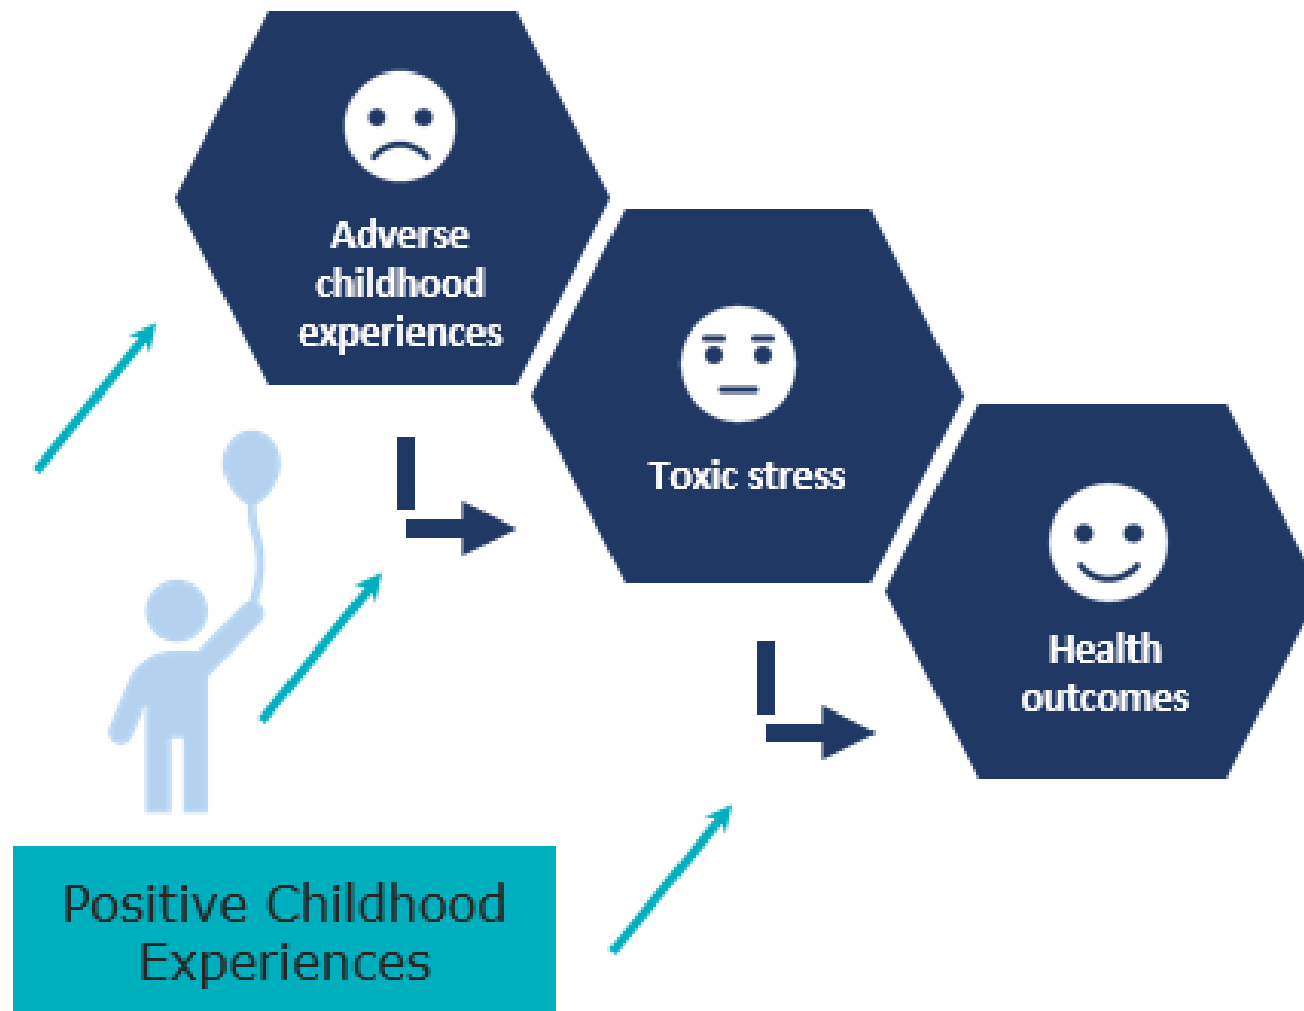 Adverse
childhood
experiences
Toxic stress
Health
outcomes
Positive Childhood
Experiences